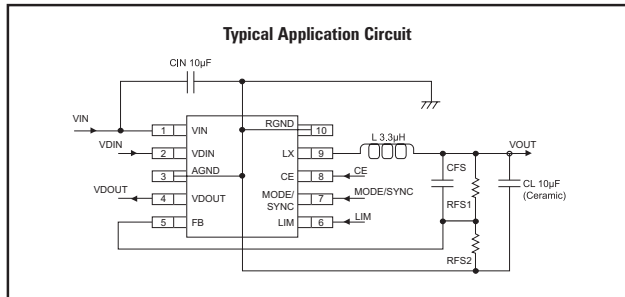 Typical Application Circuit
CIN 10µF
VIN
1 VIN
RGND 10
L 3.3µH
VOUT
VDIN
2 VDIN
LX 9
CFS
3 AGND
CE 8
CE
CL 10µF
(Ceramic)
VDOUT
4 VDOUT
MODE/
SYNC
7
MODE/SYNC
RFS1
5 FB
LIM 6
LIM
RFS2